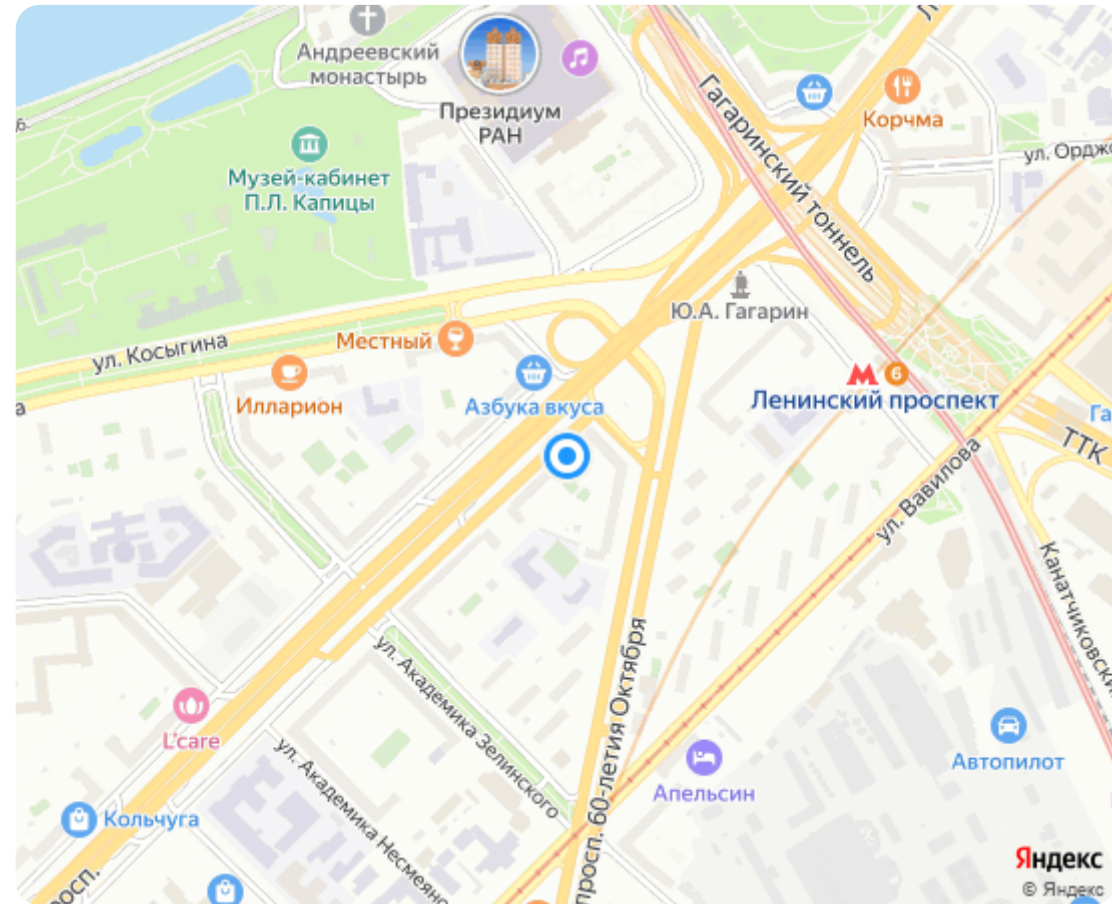 Андреевский
монастырь
Президиум
РАН
Корчма
Гагаринский тоннель
ул. Орджо
Музей-кабинет
П.Л. Капицы
Ю.А. Гагарин
ул. Косыгина
Местный
Илларион
Азбука вкуса
М 6
Ленинский проспект
Га
ТТК
ул. Вавилова
Канатчиковский
просп. 60-летия Октября
ул. Академика Зелинского
L'care
ул. Академика Несмеяно
Апельсин
Автопилот
Кольчуга
просп.
Яндекс
© Яндекс